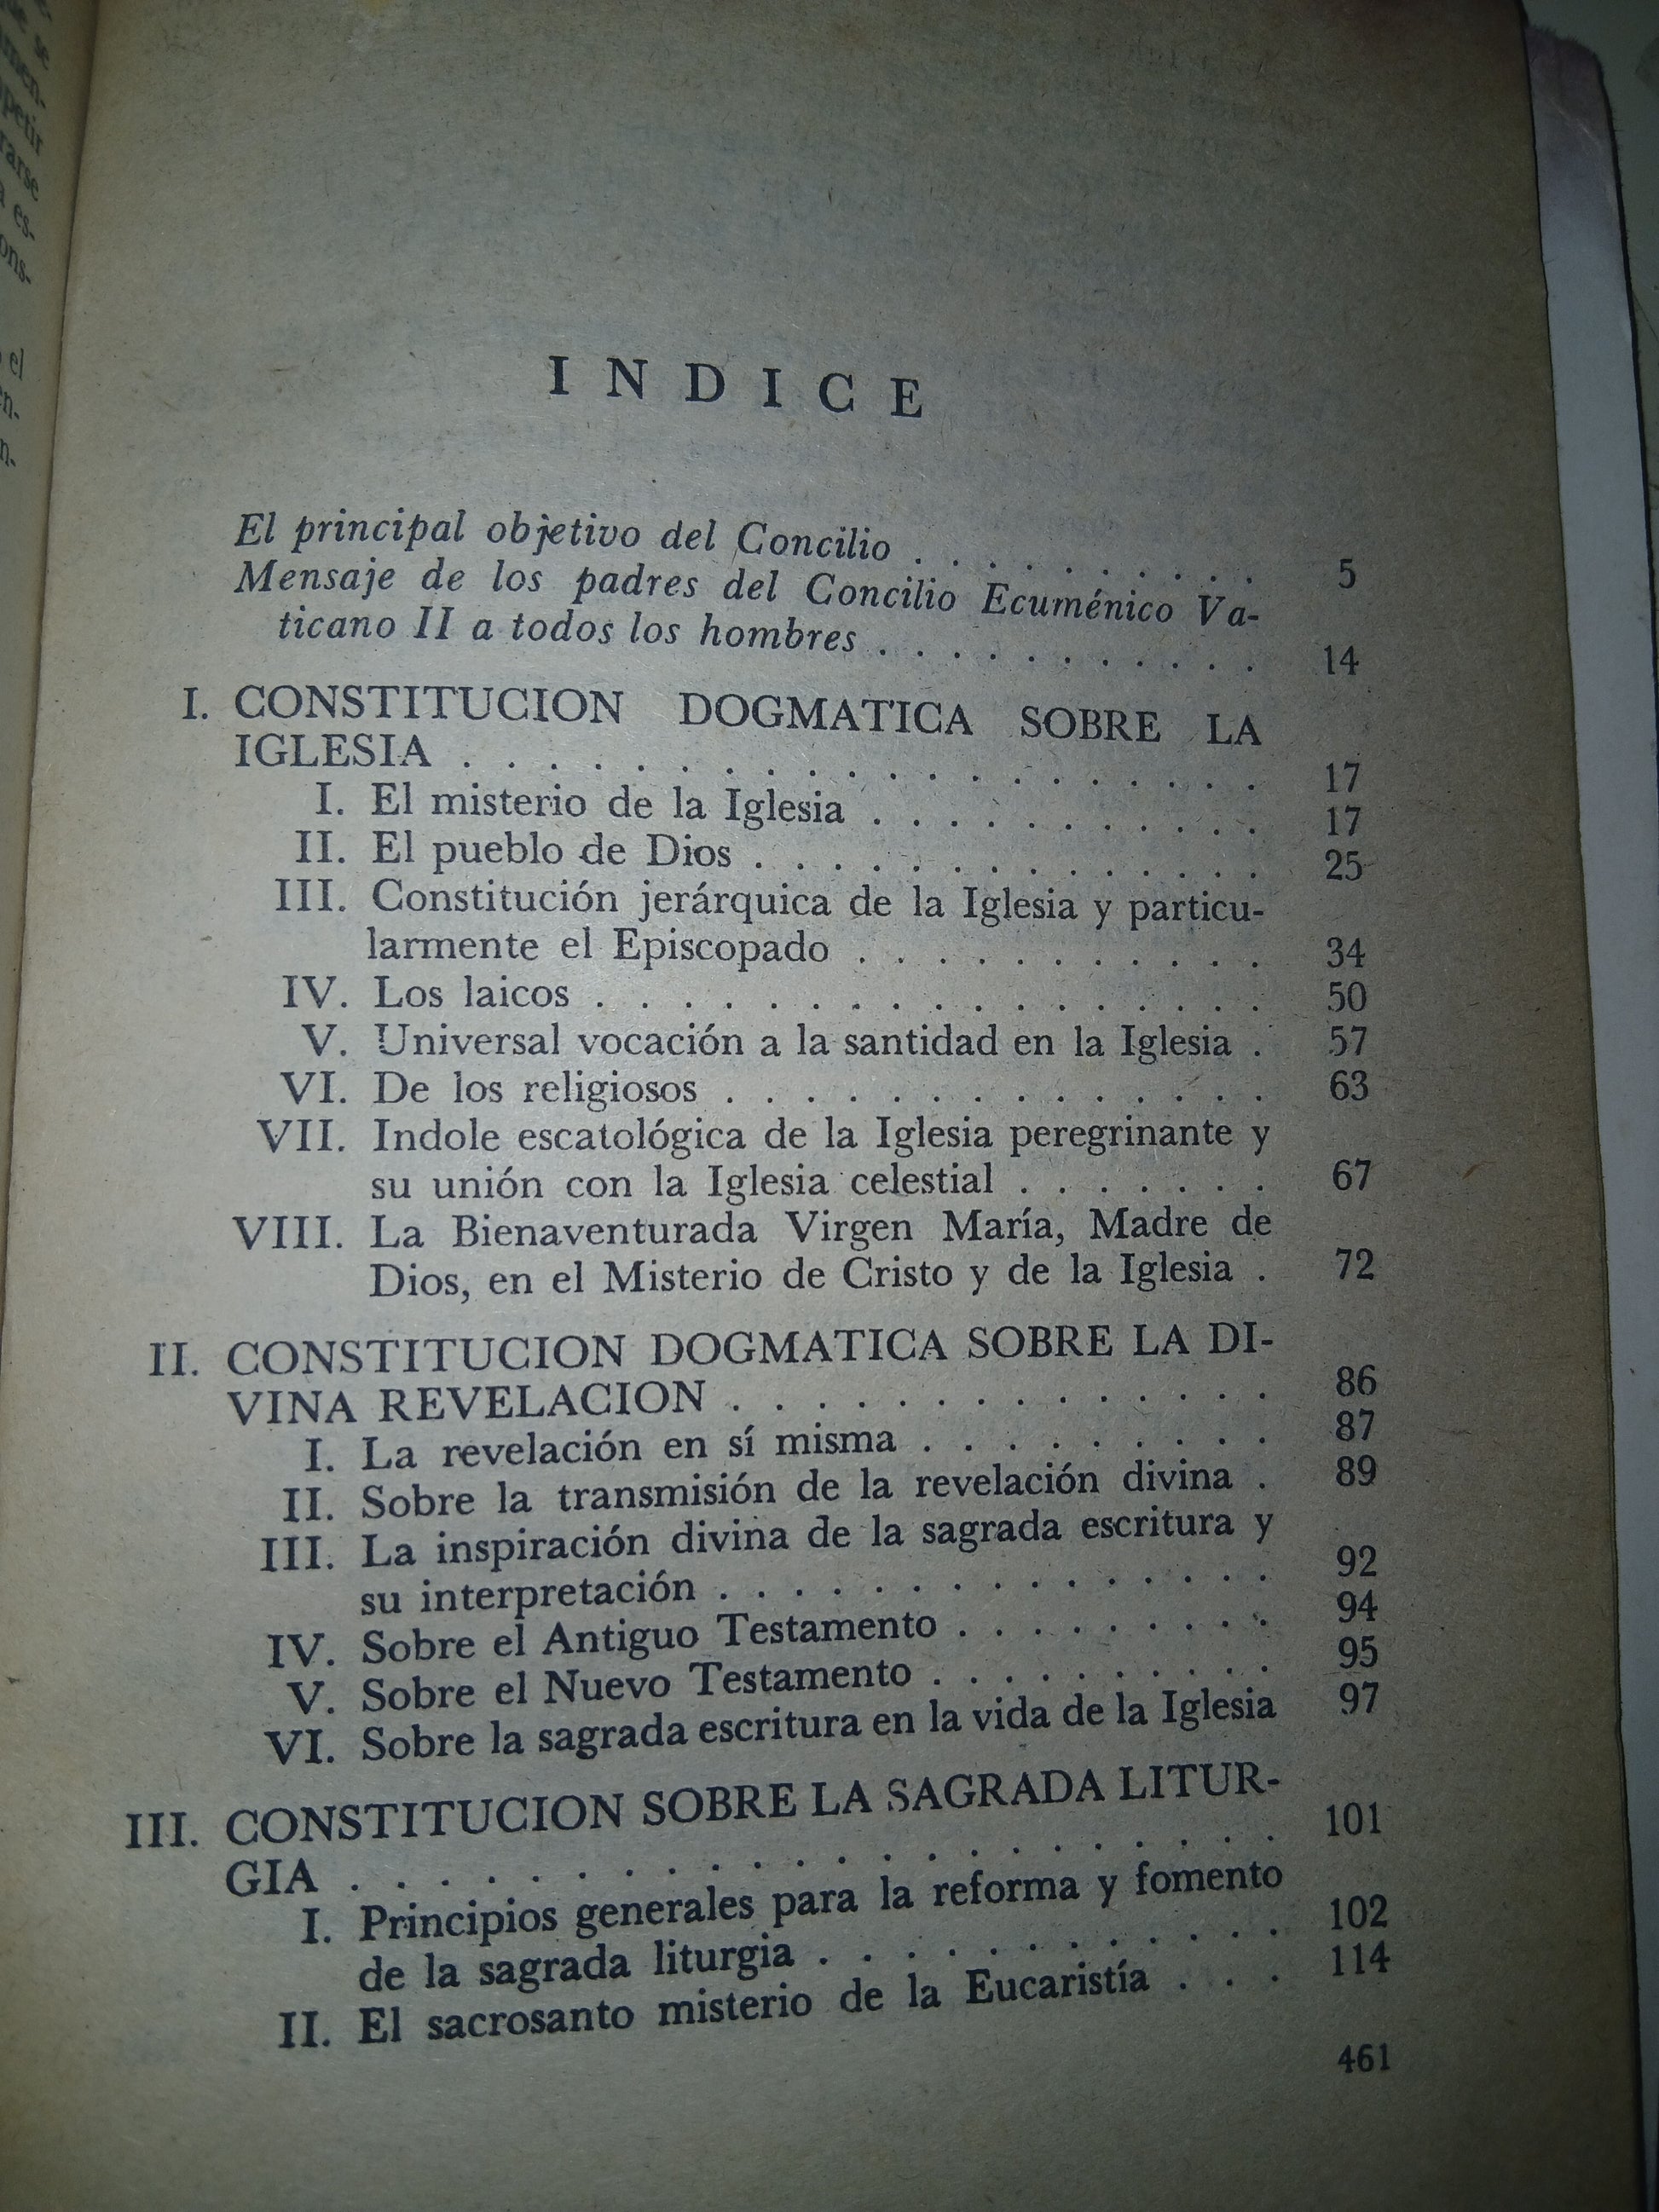 se
men-
petir
rarse
a es-
ons-
el
en-
n-
INDICE
El principal objetivo del Concilio . . . . . . . . . . 5
Mensaje de los padres del Concilio Ecuménico Va-
ticano II a todos los hombres . . . . . . . . . . 14
I. CONSTITUCION DOGMATICA SOBRE LA
IGLESIA . . . . . . . . . . . . . . . . . . . 17
I. El misterio de la Iglesia . . . . . . . . . . 17
II. El pueblo de Dios . . . . . . . . . . . . . 25
III. Constitución jerárquica de la Iglesia y particu-
larmente el Episcopado . . . . . . . . . . 34
IV. Los laicos . . . . . . . . . . . . . . . . 50
V. Universal vocación a la santidad en la Iglesia . 57
VI. De los religiosos . . . . . . . . . . . . . 63
VII. Indole escatológica de la Iglesia peregrinante y
su unión con la Iglesia celestial . . . . . . . 67
VIII. La Bienaventurada Virgen María, Madre de
Dios, en el Misterio de Cristo y de la Iglesia . 72
II. CONSTITUCION DOGMATICA SOBRE LA DI-
VINA REVELACION . . . . . . . . . . . . . 86
I. La revelación en sí misma . . . . . . . . . 87
II. Sobre la transmisión de la revelación divina . 89
III. La inspiración divina de la sagrada escritura y
su interpretación . . . . . . . . . . . . . . . 92
IV. Sobre el Antiguo Testamento . . . . . . . . . 94
V. Sobre el Nuevo Testamento . . . . . . . . . . 95
VI. Sobre la sagrada escritura en la vida de la Iglesia 97
III. CONSTITUCION SOBRE LA SAGRADA LITUR-
GIA . . . . . . . . . . . . . . . . . . . . . 101
I. Principios generales para la reforma y fomento
de la sagrada liturgia . . . . . . . . . . . 102
II. El sacrosanto misterio de la Eucaristía . . . 114
461